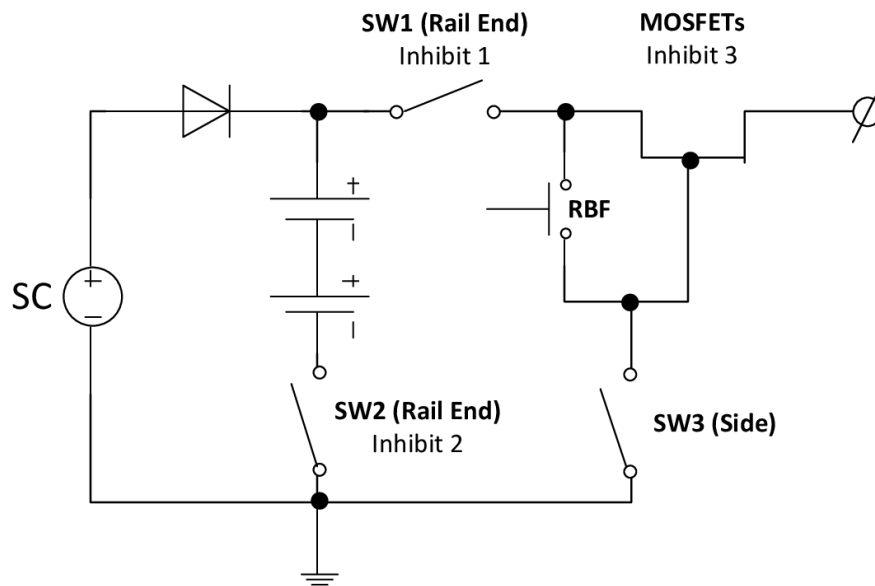 SW1 (Rail End)
Inhibit 1
MOSFETs
Inhibit 3
RBF
SC
SW2 (Rail End)
Inhibit 2
SW3 (Side)